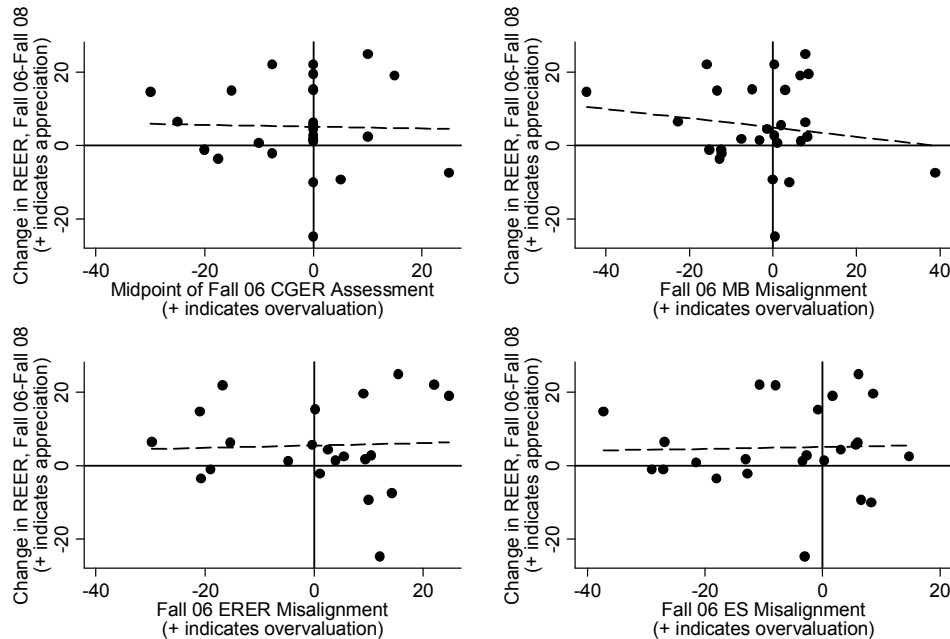 Change in REER, Fall 06-Fall 08
(+ indicates appreciation)
20
0
-20
-40
-20
0
20
Midpoint of Fall 06 CGER Assessment
(+ indicates overvaluation)
Change in REER, Fall 06-Fall 08
(+ indicates appreciation)
20
0
-20
-40
-20
0
20
40
Fall 06 MB Misalignment
(+ indicates overvaluation)
Change in REER, Fall 06-Fall 08
(+ indicates appreciation)
20
0
-20
-40
-20
0
20
Fall 06 ERER Misalignment
(+ indicates overvaluation)
Change in REER, Fall 06-Fall 08
(+ indicates appreciation)
20
0
-20
-40
-20
0
20
Fall 06 ES Misalignment
(+ indicates overvaluation)